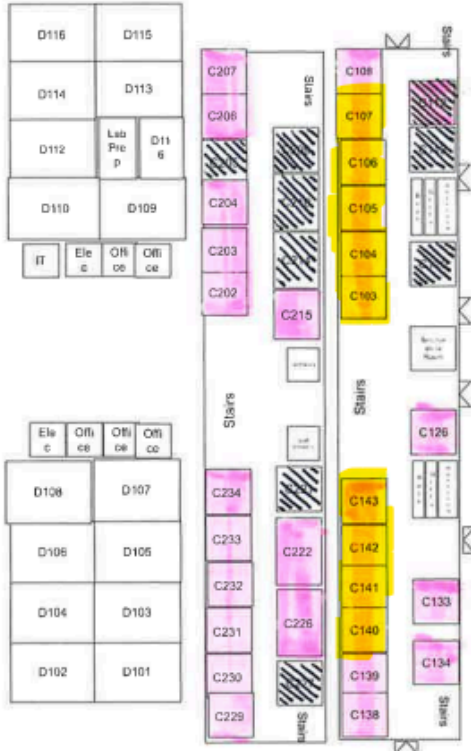 D116
D115
D114
D113
D112
Lab
Pre
p
D11
6
D110
D109
IT
Ele
c
Offi
ce
Offi
ce
Offi
ce
Ele
c
Offi
ce
Offi
ce
Offi
ce
D108
D107
D106
D105
D104
D103
D102
D101
C207
C206
C204
C203
C202
Stairs
C215
Stairs
C234
C233
C232
C231
C230
C229
C222
C226
Stairs
C108
C107
C106
C105
C104
C103
Stairs
Stairs
C126
C143
C142
C141
C140
C139
C138
C133
C134
Stairs